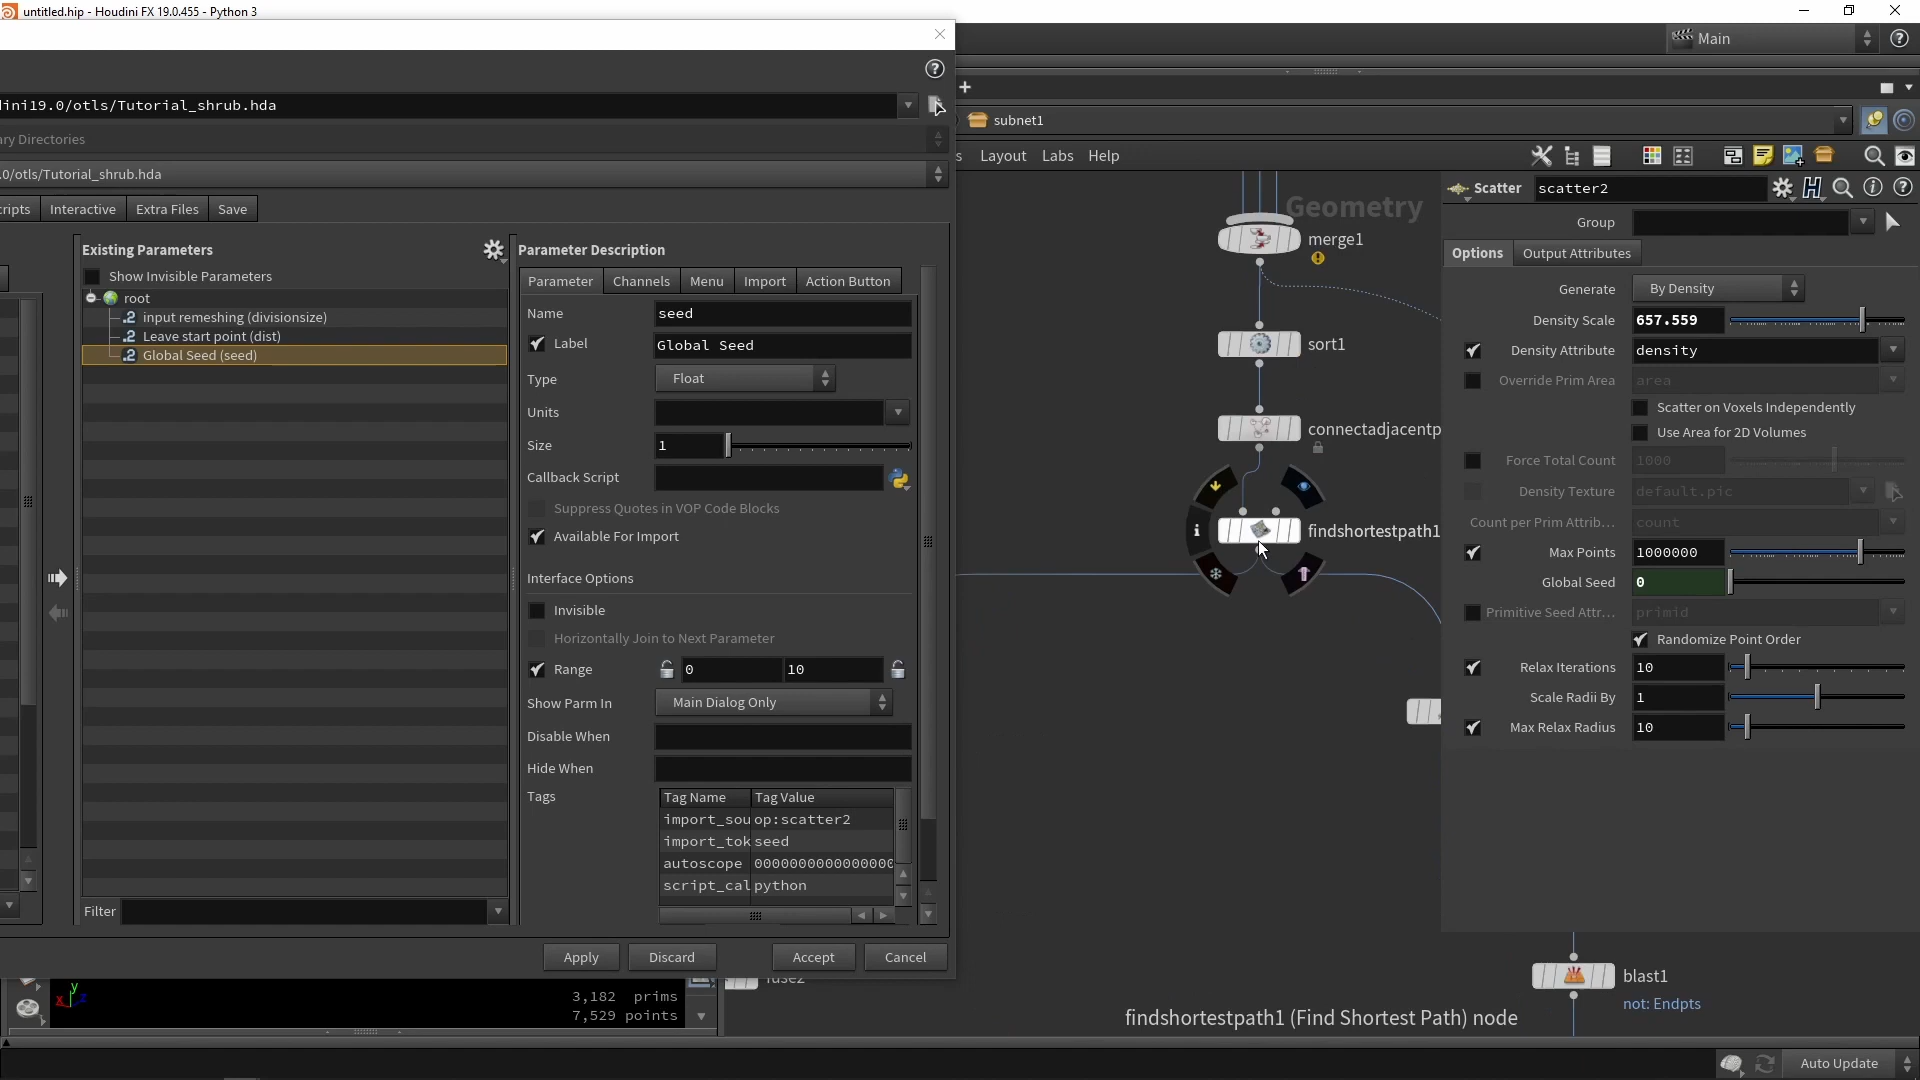 untitled.hip - Houdini FX 19.0.455 - Python 3
Main
ini19.0/otls/Tutorial_shrub.hda
subnet1
ary Directories
Layout Labs Help
.0/otls/Tutorial_shrub.hda
Scatter scatter2
ripts Interactive Extra Files Save
Geometry
Group
Existing Parameters
Parameter Description
merge1
Options Output Attributes
Show Invisible Parameters
Parameter Channels Menu Import Action Button
Generate By Density
root
Name seed
input remeshing (divisionsize)
Density Scale 657.559
Leave start point (dist)
Label Global Seed
sort1
Density Attribute density
Global Seed (seed)
Type Float
Override Prim Area area
Scatter on Voxels Independently
Units
connectadjacentp
Use Area for 2D Volumes
Size 1
Force Total Count 1000
Callback Script
Density Texture default.pic
Suppress Quotes in VOP Code Blocks
Count per Prim Attrib... count
Available For Import
findshortestpath1
Max Points 1000000
Interface Options
Global Seed 0
Invisible
Primitive Seed Attr... primid
Horizontally Join to Next Parameter
Randomize Point Order
Range 0 10
Relax Iterations 10
Show Parm In Main Dialog Only
Scale Radii By 1
Disable When
Max Relax Radius 10
Hide When
Tags
Tag Name Tag Value
import_sou op:scatter2
import_tok seed
autoscope 0000000000000000
script_cal python
Filter
Apply Discard Accept Cancel
fuse2
blast1
not: Endpts
y
x z
3,182 prims
7,529 points
findshortestpath1 (Find Shortest Path) node
Auto Update